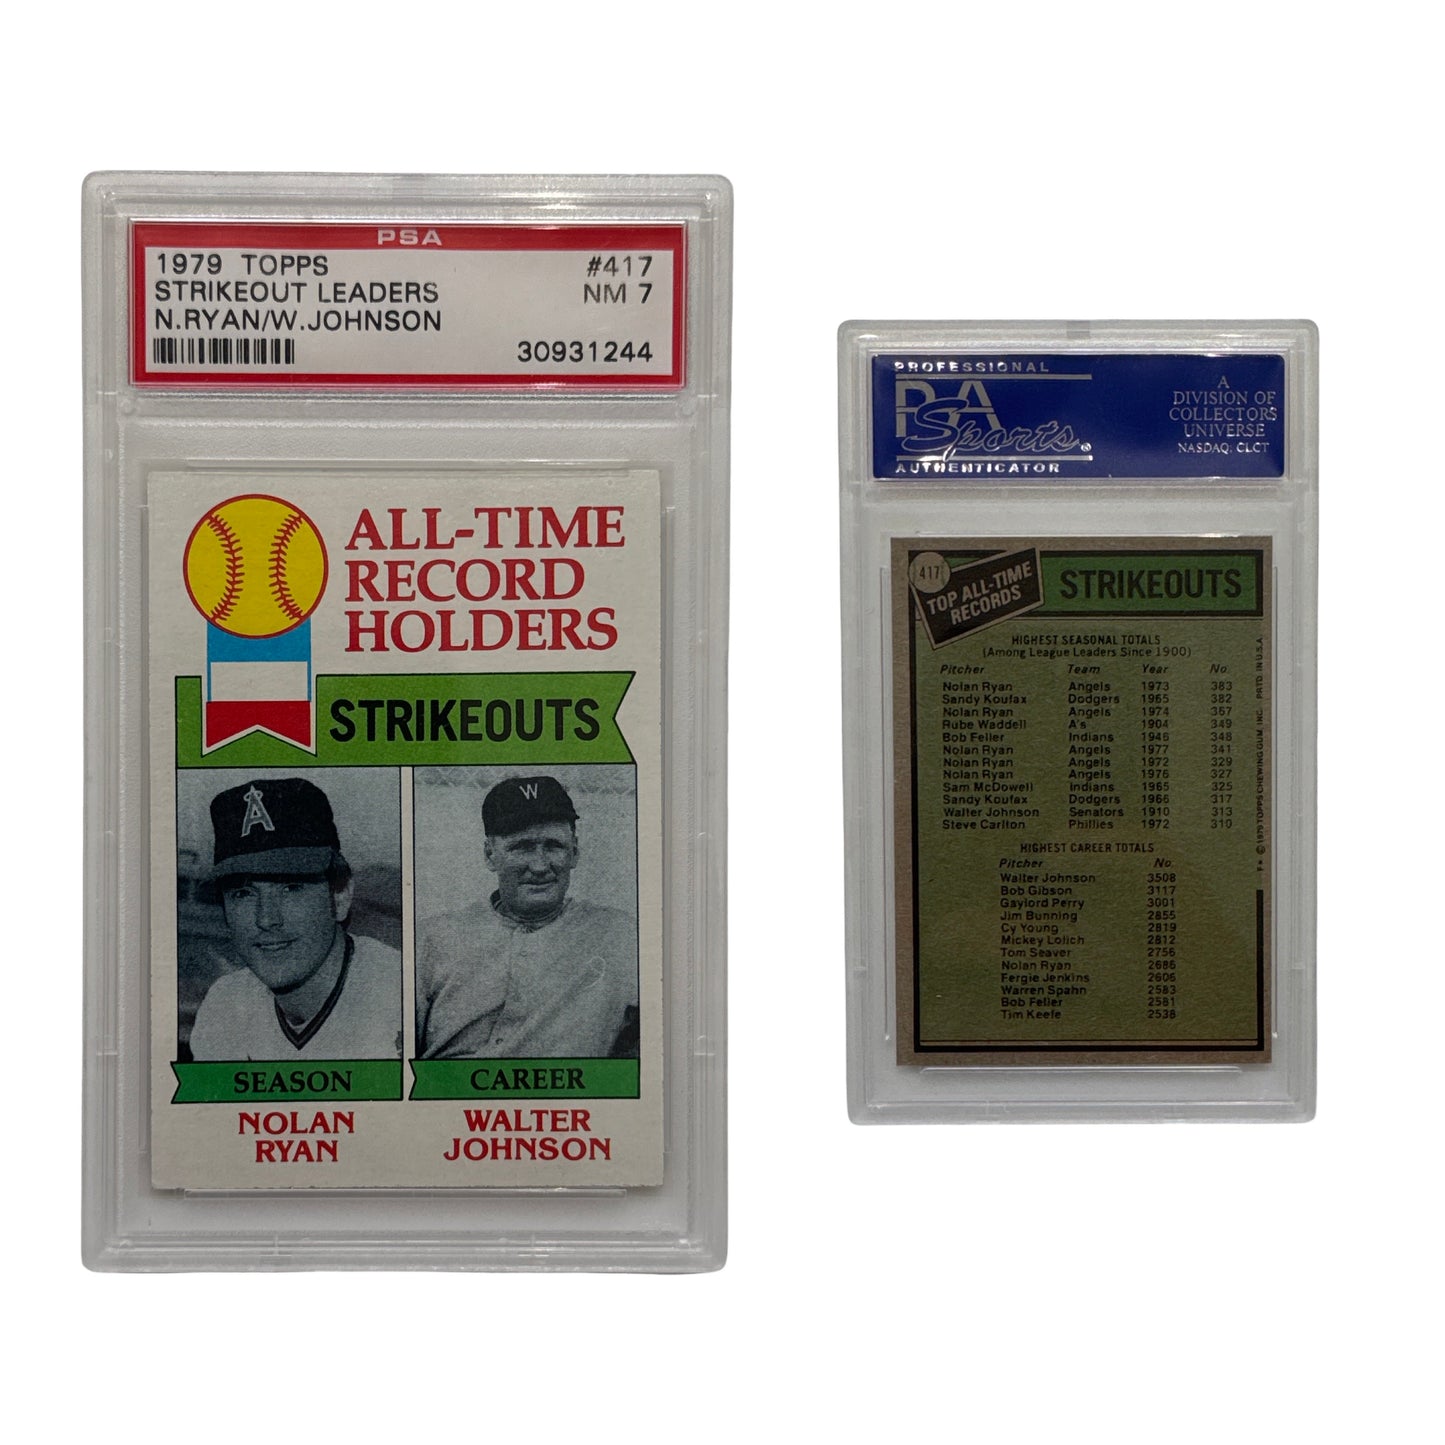 PSA
1979 TOPPS #417
STRIKEOUT LEADERS NM 7
N.RYAN/W.JOHNSON
30931244
ALL-TIME
RECORD
HOLDERS
STRIKEOUTS
A
W
SEASON CAREER
NOLAN
RYAN
WALTER
JOHNSON
PROFESSIONAL
PSA
Sports®
AUTHENTICATOR
A
DIVISION OF
COLLECTORS
UNIVERSE
NASDAQ: CLCT
417
TOP ALL-TIME
RECORDS
STRIKEOUTS
HIGHEST SEASONAL TOTALS
(Among League Leaders Since 1900)
Pitcher Team Year No.
Nolan Ryan Angels 1973 383
Sandy Koufax Dodgers 1965 382
Nolan Ryan Angels 1974 367
Rube Waddell A's 1904 349
Bob Feller Indians 1946 348
Nolan Ryan Angels 1977 341
Nolan Ryan Angels 1972 329
Nolan Ryan Angels 1976 327
Sam McDowell Indians 1965 325
Sandy Koufax Dodgers 1966 317
Walter Johnson Senators 1910 313
Steve Carlton Phillies 1972 310
HIGHEST CAREER TOTALS
Pitcher No.
Walter Johnson 3508
Bob Gibson 3117
Gaylord Perry 3001
Jim Bunning 2855
Cy Young 2819
Mickey Lolich 2812
Tom Seaver 2756
Nolan Ryan 2686
Fergie Jenkins 2606
Warren Spahn 2583
Bob Feller 2581
Tim Keefe 2538
F★ © 1979 TOPPS CHEWING GUM, INC. PRTD. IN U.S.A.